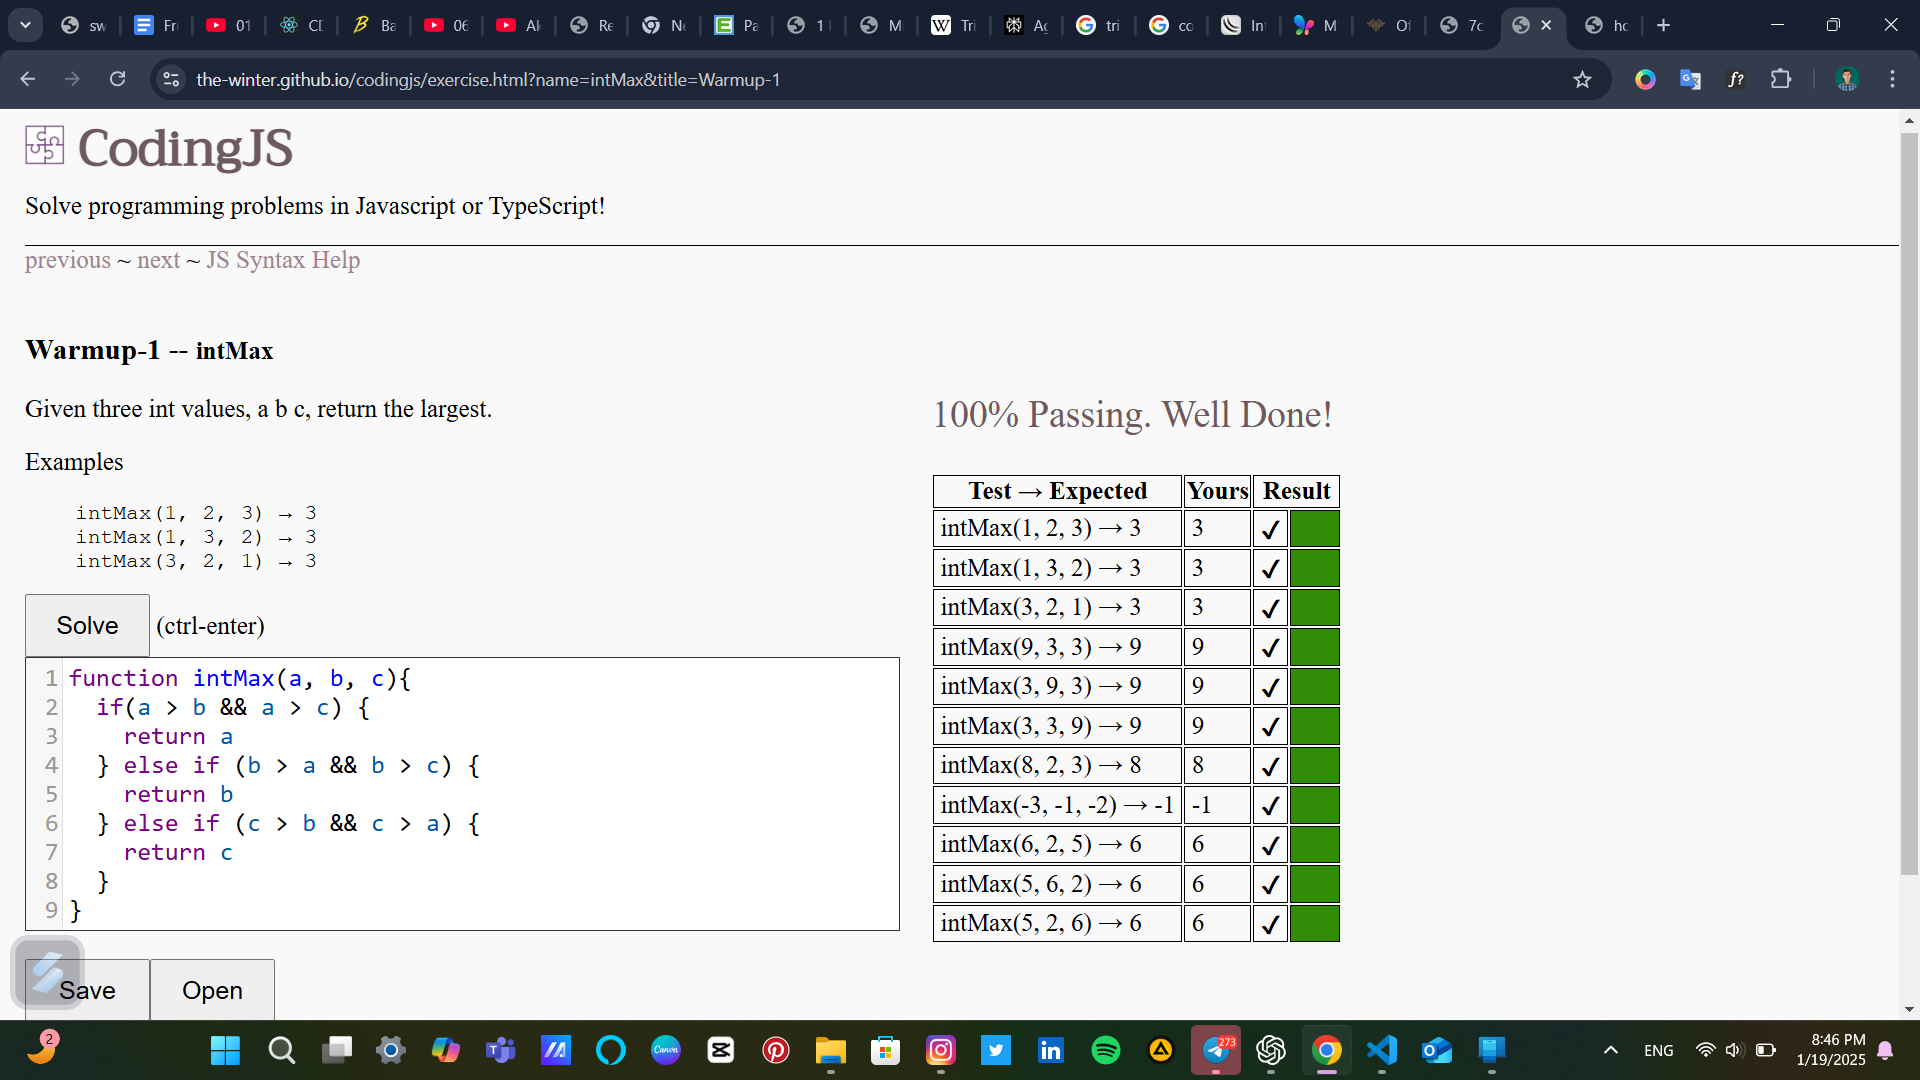 sw
Fr
01
CI
Ba
06
Al
Re
Ne
Pa
1
M
Tri
Aç
tri
co
In
M
Of
7c
hc
the-winter.github.io/codingjs/exercise.html?name=intMax&title=Warmup-1
CodingJS
Solve programming problems in Javascript or TypeScript!
previous ~ next ~ JS Syntax Help
Warmup-1 -- intMax
Given three int values, a b c, return the largest.
Examples
intMax(1, 2, 3) → 3
intMax(1, 3, 2) → 3
intMax(3, 2, 1) → 3
Solve (ctrl-enter)
1 function intMax(a, b, c){
2 if(a > b && a > c) {
3 return a
4 } else if (b > a && b > c) {
5 return b
6 } else if (c > b && c > a) {
7 return c
8 }
9 }
Save Open
100% Passing. Well Done!
Test → Expected Yours Result
intMax(1, 2, 3) → 3 3 ✔
intMax(1, 3, 2) → 3 3 ✔
intMax(3, 2, 1) → 3 3 ✔
intMax(9, 3, 3) → 9 9 ✔
intMax(3, 9, 3) → 9 9 ✔
intMax(3, 3, 9) → 9 9 ✔
intMax(8, 2, 3) → 8 8 ✔
intMax(-3, -1, -2) → -1 -1 ✔
intMax(6, 2, 5) → 6 6 ✔
intMax(5, 6, 2) → 6 6 ✔
intMax(5, 2, 6) → 6 6 ✔
2
Canva
273
ENG
8:46 PM
1/19/2025